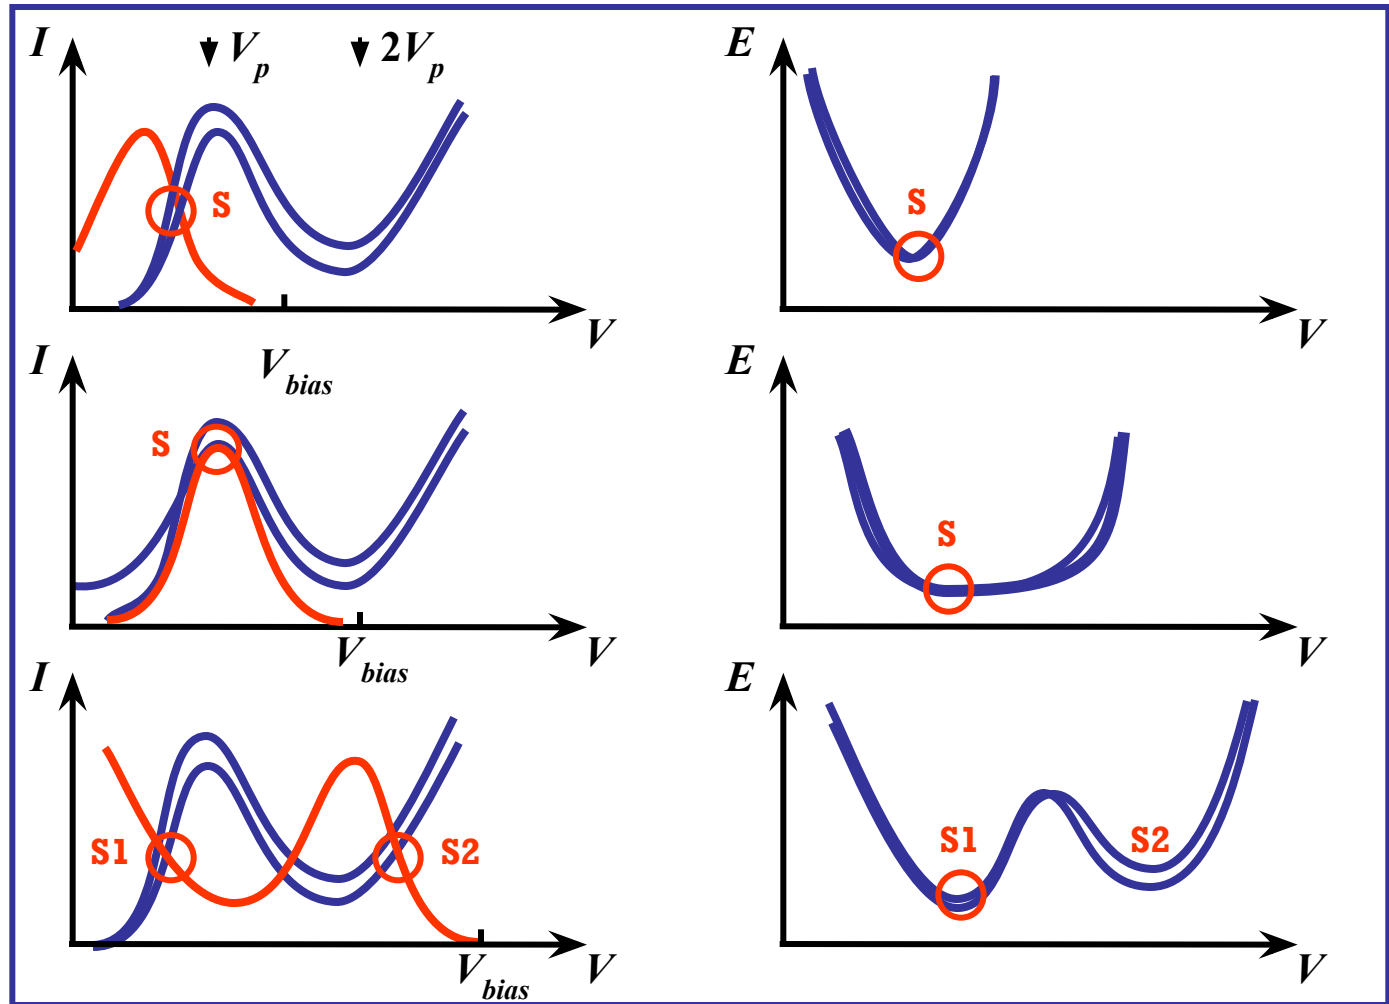 I V_p 2V_p E
S S
V V
V_bias
I E
S S
V_bias V V
I E
S1 S2 S1 S2
V_bias V V